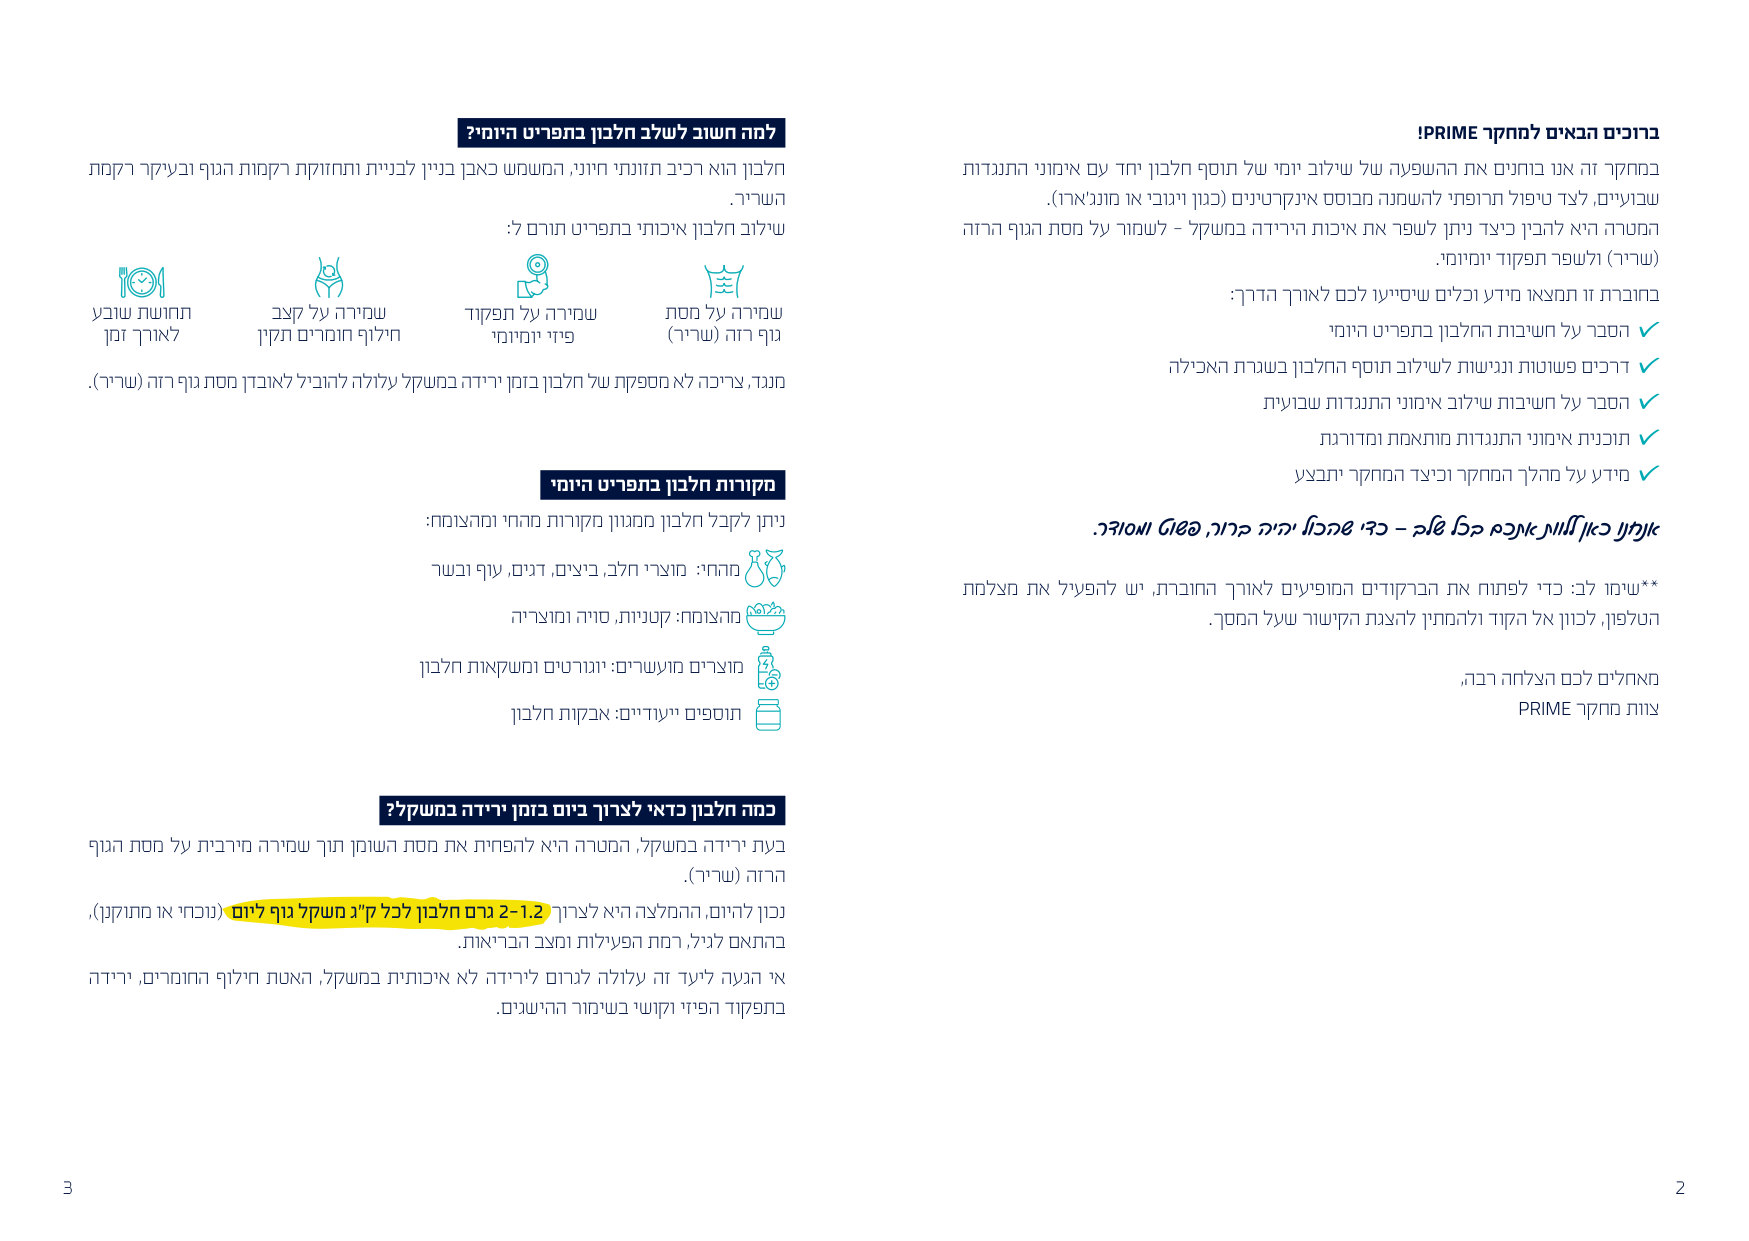 ברוכים הבאים למחקר PRIME!
במחקר זה אנו בוחנים את ההשפעה של שילוב יומי של תוסף חלבון יחד עם אימוני התנגדות
שבועיים, לצד טיפול תרופתי להשמנה מבוסס אינקרטינים (כגון ויגובי או מונג'ארו).
המטרה היא להבין כיצד ניתן לשפר את איכות הירידה במשקל - לשמור על מסת הגוף הרזה
(שריר) ולשפר תפקוד יומיומי.
בחוברת זו תמצאו מידע וכלים שיסייעו לכם לאורך הדרך:
✓ הסבר על חשיבות החלבון בתפריט היומי
✓ דרכים פשוטות ונגישות לשילוב תוסף החלבון בשגרת האכילה
✓ הסבר על חשיבות שילוב אימוני התנגדות שבועית
✓ תוכנית אימוני התנגדות מותאמת ומדורגת
✓ מידע על מהלך המחקר וכיצד המחקר יתבצע
אנחנו כאן ללוות אתכם בכל שלב – כדי שהכול יהיה ברור, פשוט ומסודר.
**שימו לב: כדי לפתוח את הברקודים המופיעים לאורך החוברת, יש להפעיל את מצלמת
הטלפון, לכוון אל הקוד ולהמתין להצגת הקישור שעל המסך.
מאחלים לכם הצלחה רבה,
צוות מחקר PRIME
2
למה חשוב לשלב חלבון בתפריט היומי?
חלבון הוא רכיב תזונתי חיוני, המשמש כאבן בניין לבניית ותחזוקת רקמות הגוף ובעיקר רקמת
השריר.
שילוב חלבון איכותי בתפריט תורם ל:
שמירה על מסת
גוף רזה (שריר)
שמירה על תפקוד
פיזי יומיומי
שמירה על קצב
חילוף חומרים תקין
תחושת שובע
לאורך זמן
מנגד, צריכה לא מספקת של חלבון בזמן ירידה במשקל עלולה להוביל לאובדן מסת גוף רזה (שריר).
מקורות חלבון בתפריט היומי
ניתן לקבל חלבון ממגוון מקורות מהחי ומהצומח:
מהחי: מוצרי חלב, ביצים, דגים, עוף ובשר
מהצומח: קטניות, סויה ומוצריה
מוצרים מועשרים: יוגורטים ומשקאות חלבון
תוספים ייעודיים: אבקות חלבון
כמה חלבון כדאי לצרוך ביום בזמן ירידה במשקל?
בעת ירידה במשקל, המטרה היא להפחית את מסת השומן תוך שמירה מירבית על מסת הגוף
הרזה (שריר).
נכון להיום, ההמלצה היא לצרוך 2-1.2 גרם חלבון לכל ק"ג משקל גוף ליום (נוכחי או מתוקנן),
בהתאם לגיל, רמת הפעילות ומצב הבריאות.
אי הגעה ליעד זה עלולה לגרום לירידה לא איכותית במשקל, האטת חילוף החומרים, ירידה
בתפקוד הפיזי וקושי בשימור ההישגים.
3